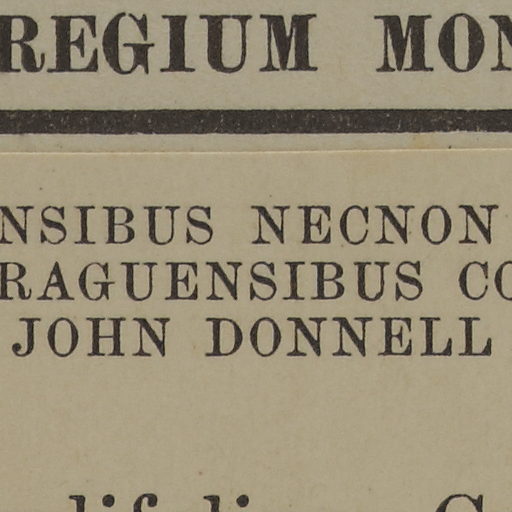 REGIUM MON
NSIBUS NECNON
RAGUENSIBUS CO
JOHN DONNELL